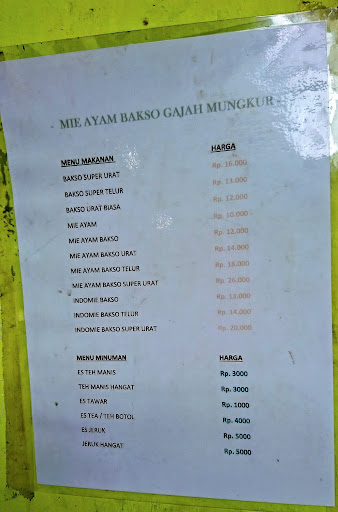 MIE AYAM BAKSO GAJAH MUNGKUR
MENU MAKANAN HARGA
BAKSO SUPER URAT Rp. 16.000
BAKSO SUPER TELUR Rp. 13.000
BAKSO URAT BIASA Rp. 12.000
MIE AYAM Rp. 10.000
MIE AYAM BAKSO Rp. 12.000
MIE AYAM BAKSO URAT Rp. 14.000
MIE AYAM BAKSO TELUR Rp. 18.000
MIE AYAM BAKSO SUPER URAT Rp. 26.000
INDOMIE BAKSO Rp. 13.000
INDOMIE BAKSO TELUR Rp. 14.000
INDOMIE BAKSO SUPER URAT Rp. 20.000
MENU MINUMAN HARGA
ES TEH MANIS Rp. 3000
TEH MANIS HANGAT Rp. 3000
ES TAWAR Rp. 1000
ES TEA / TEH BOTOL Rp. 4000
ES JERUK Rp. 5000
JERUK HANGAT Rp. 5000